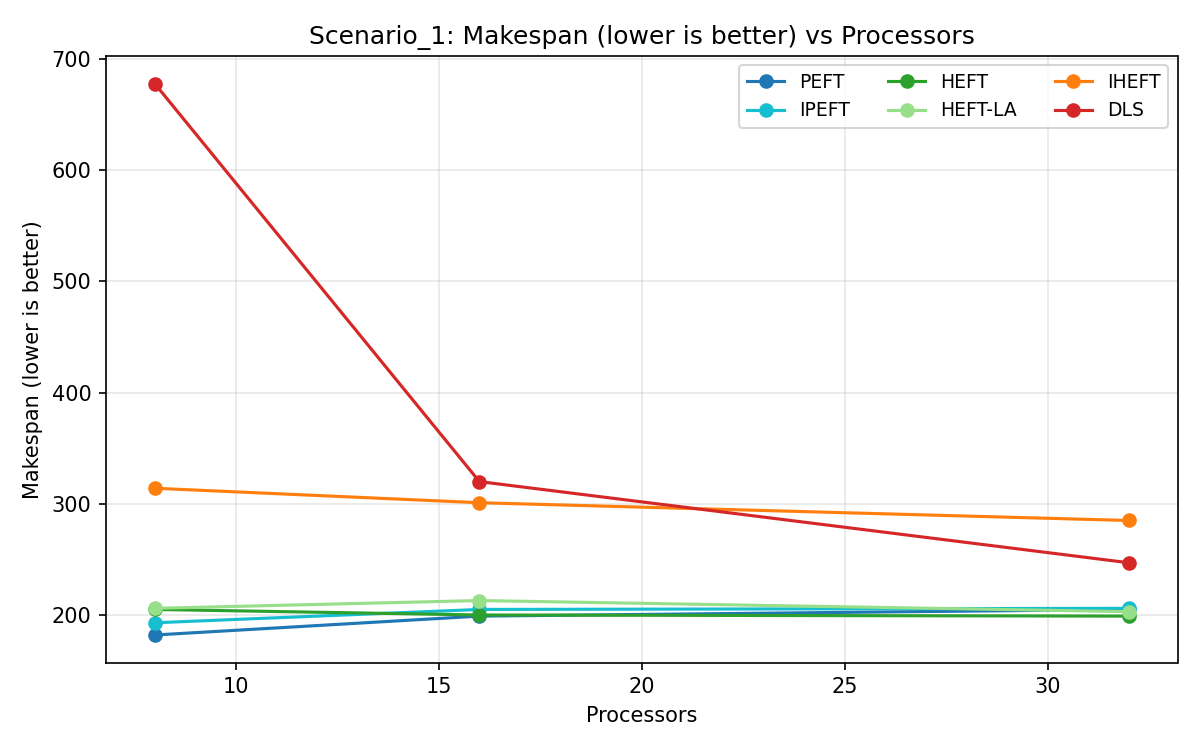 Scenario_1: Makespan (lower is better) vs Processors
PEFT HEFT IHEFT
IPEFT HEFT-LA DLS
Makespan (lower is better)
700
600
500
400
300
200
10 15 20 25 30
Processors